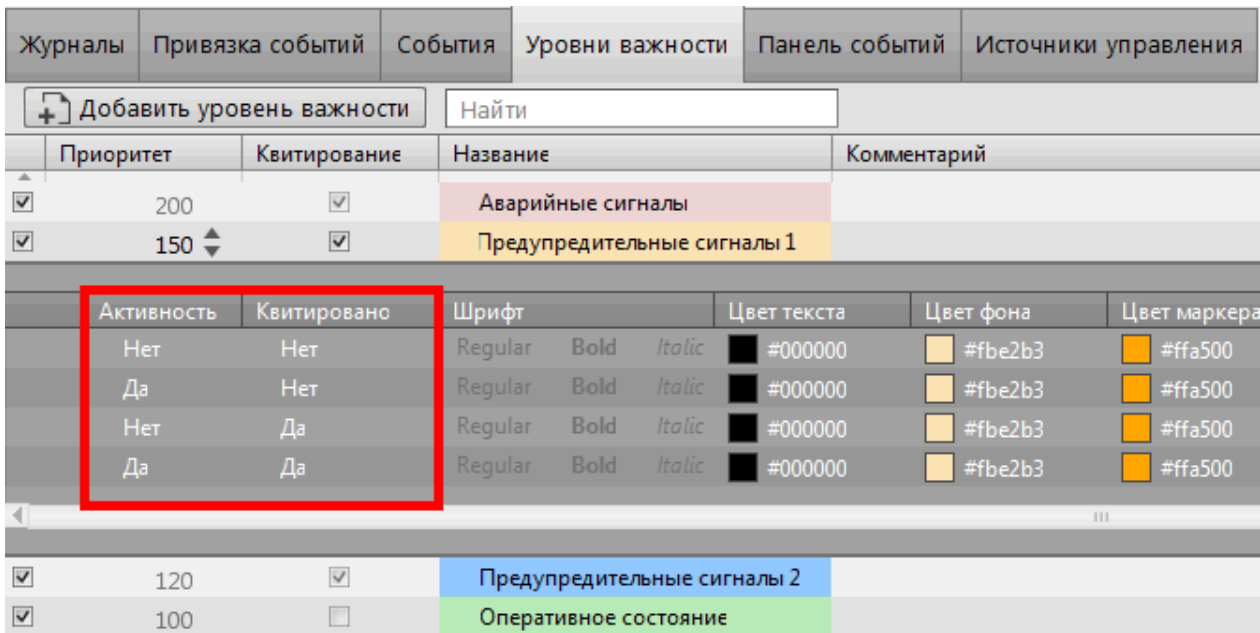 Журналы Привязка событий События Уровни важности Панель событий Источники управления
Добавить уровень важности Найти
Приоритет Квитирование Название Комментарий
200 Аварийные сигналы
150 Предупредительные сигналы 1
Активность Квитировано Шрифт Цвет текста Цвет фона Цвет маркера
Нет Нет Regular Bold Italic #000000 #fbe2b3 #ffa500
Да Нет Regular Bold Italic #000000 #fbe2b3 #ffa500
Нет Да Regular Bold Italic #000000 #fbe2b3 #ffa500
Да Да Regular Bold Italic #000000 #fbe2b3 #ffa500
120 Предупредительные сигналы 2
100 Оперативное состояние